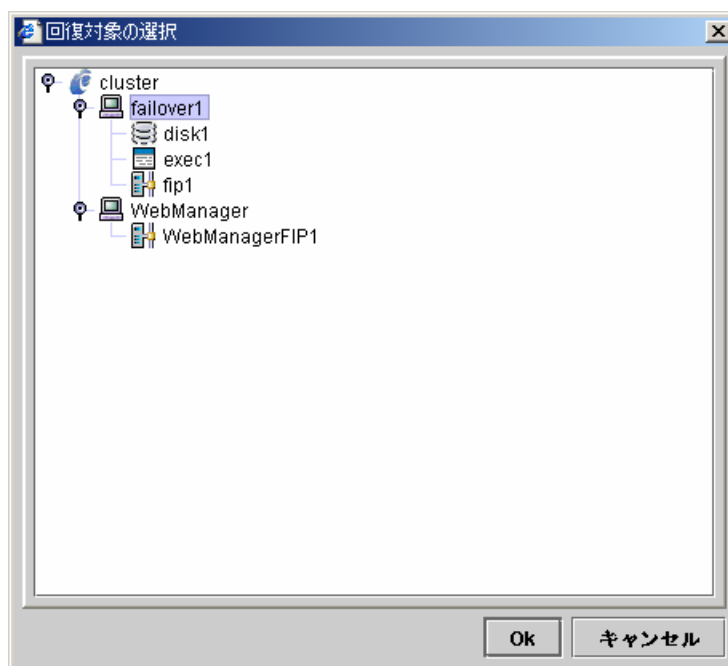 回復対象の選択
cluster
failover1
disk1
exec1
fip1
WebManager
WebManagerFIP1
Ok
キャンセル